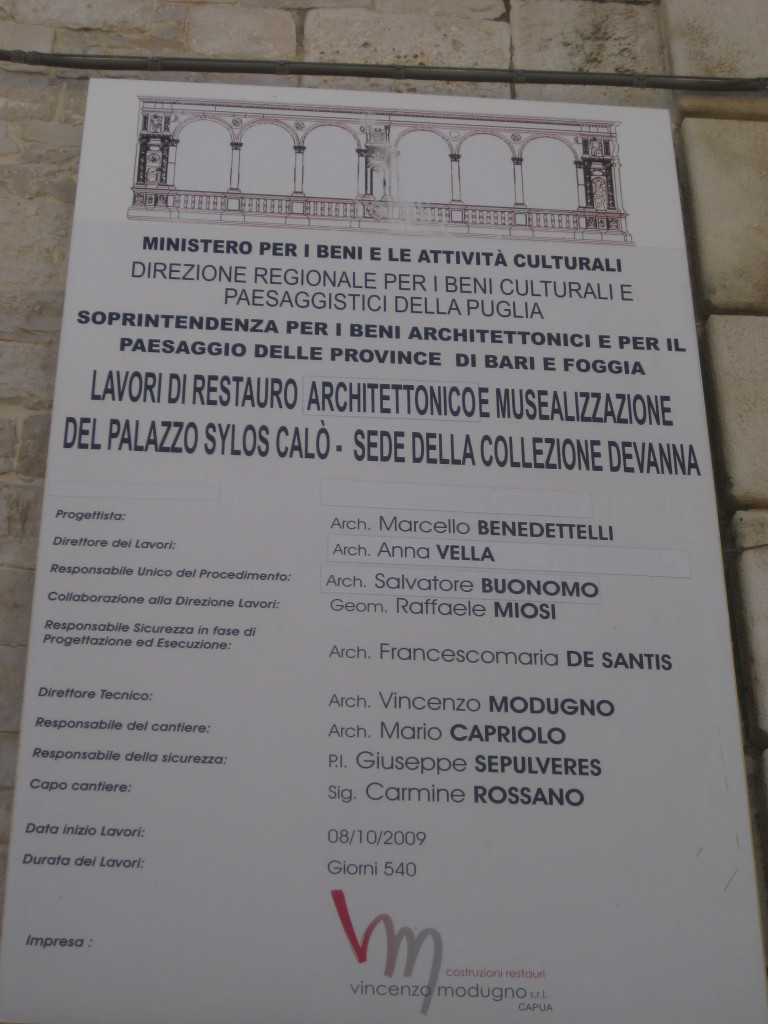 MINISTERO PER I BENI E LE ATTIVITÀ CULTURALI
DIREZIONE REGIONALE PER I BENI CULTURALI E
PAESAGGISTICI DELLA PUGLIA
SOPRINTENDENZA PER I BENI ARCHITETTONICI E PER IL
PAESAGGIO DELLE PROVINCE DI BARI E FOGGIA
LAVORI DI RESTAURO ARCHITETTONICO E MUSEALIZZAZIONE
DEL PALAZZO SYLOS CALÒ - SEDE DELLA COLLEZIONE DEVANNA
Progettista: Arch. Marcello BENEDETTELLI
Direttore dei Lavori: Arch. Anna VELLA
Responsabile Unico del Procedimento: Arch. Salvatore BUONOMO
Collaborazione alla Direzione Lavori: Geom. Raffaele MIOSI
Responsabile Sicurezza in fase di
Progettazione ed Esecuzione: Arch. Francescomaria DE SANTIS
Direttore Tecnico: Arch. Vincenzo MODUGNO
Responsabile del cantiere: Arch. Mario CAPRIOLO
Responsabile della sicurezza: P.I. Giuseppe SEPULVERES
Capo cantiere: Sig. Carmine ROSSANO
Data inizio Lavori: 08/10/2009
Durata dei Lavori: Giorni 540
Impresa :
vm
costruzioni restauri
vincenzo modugno s.r.l.
CAPUA